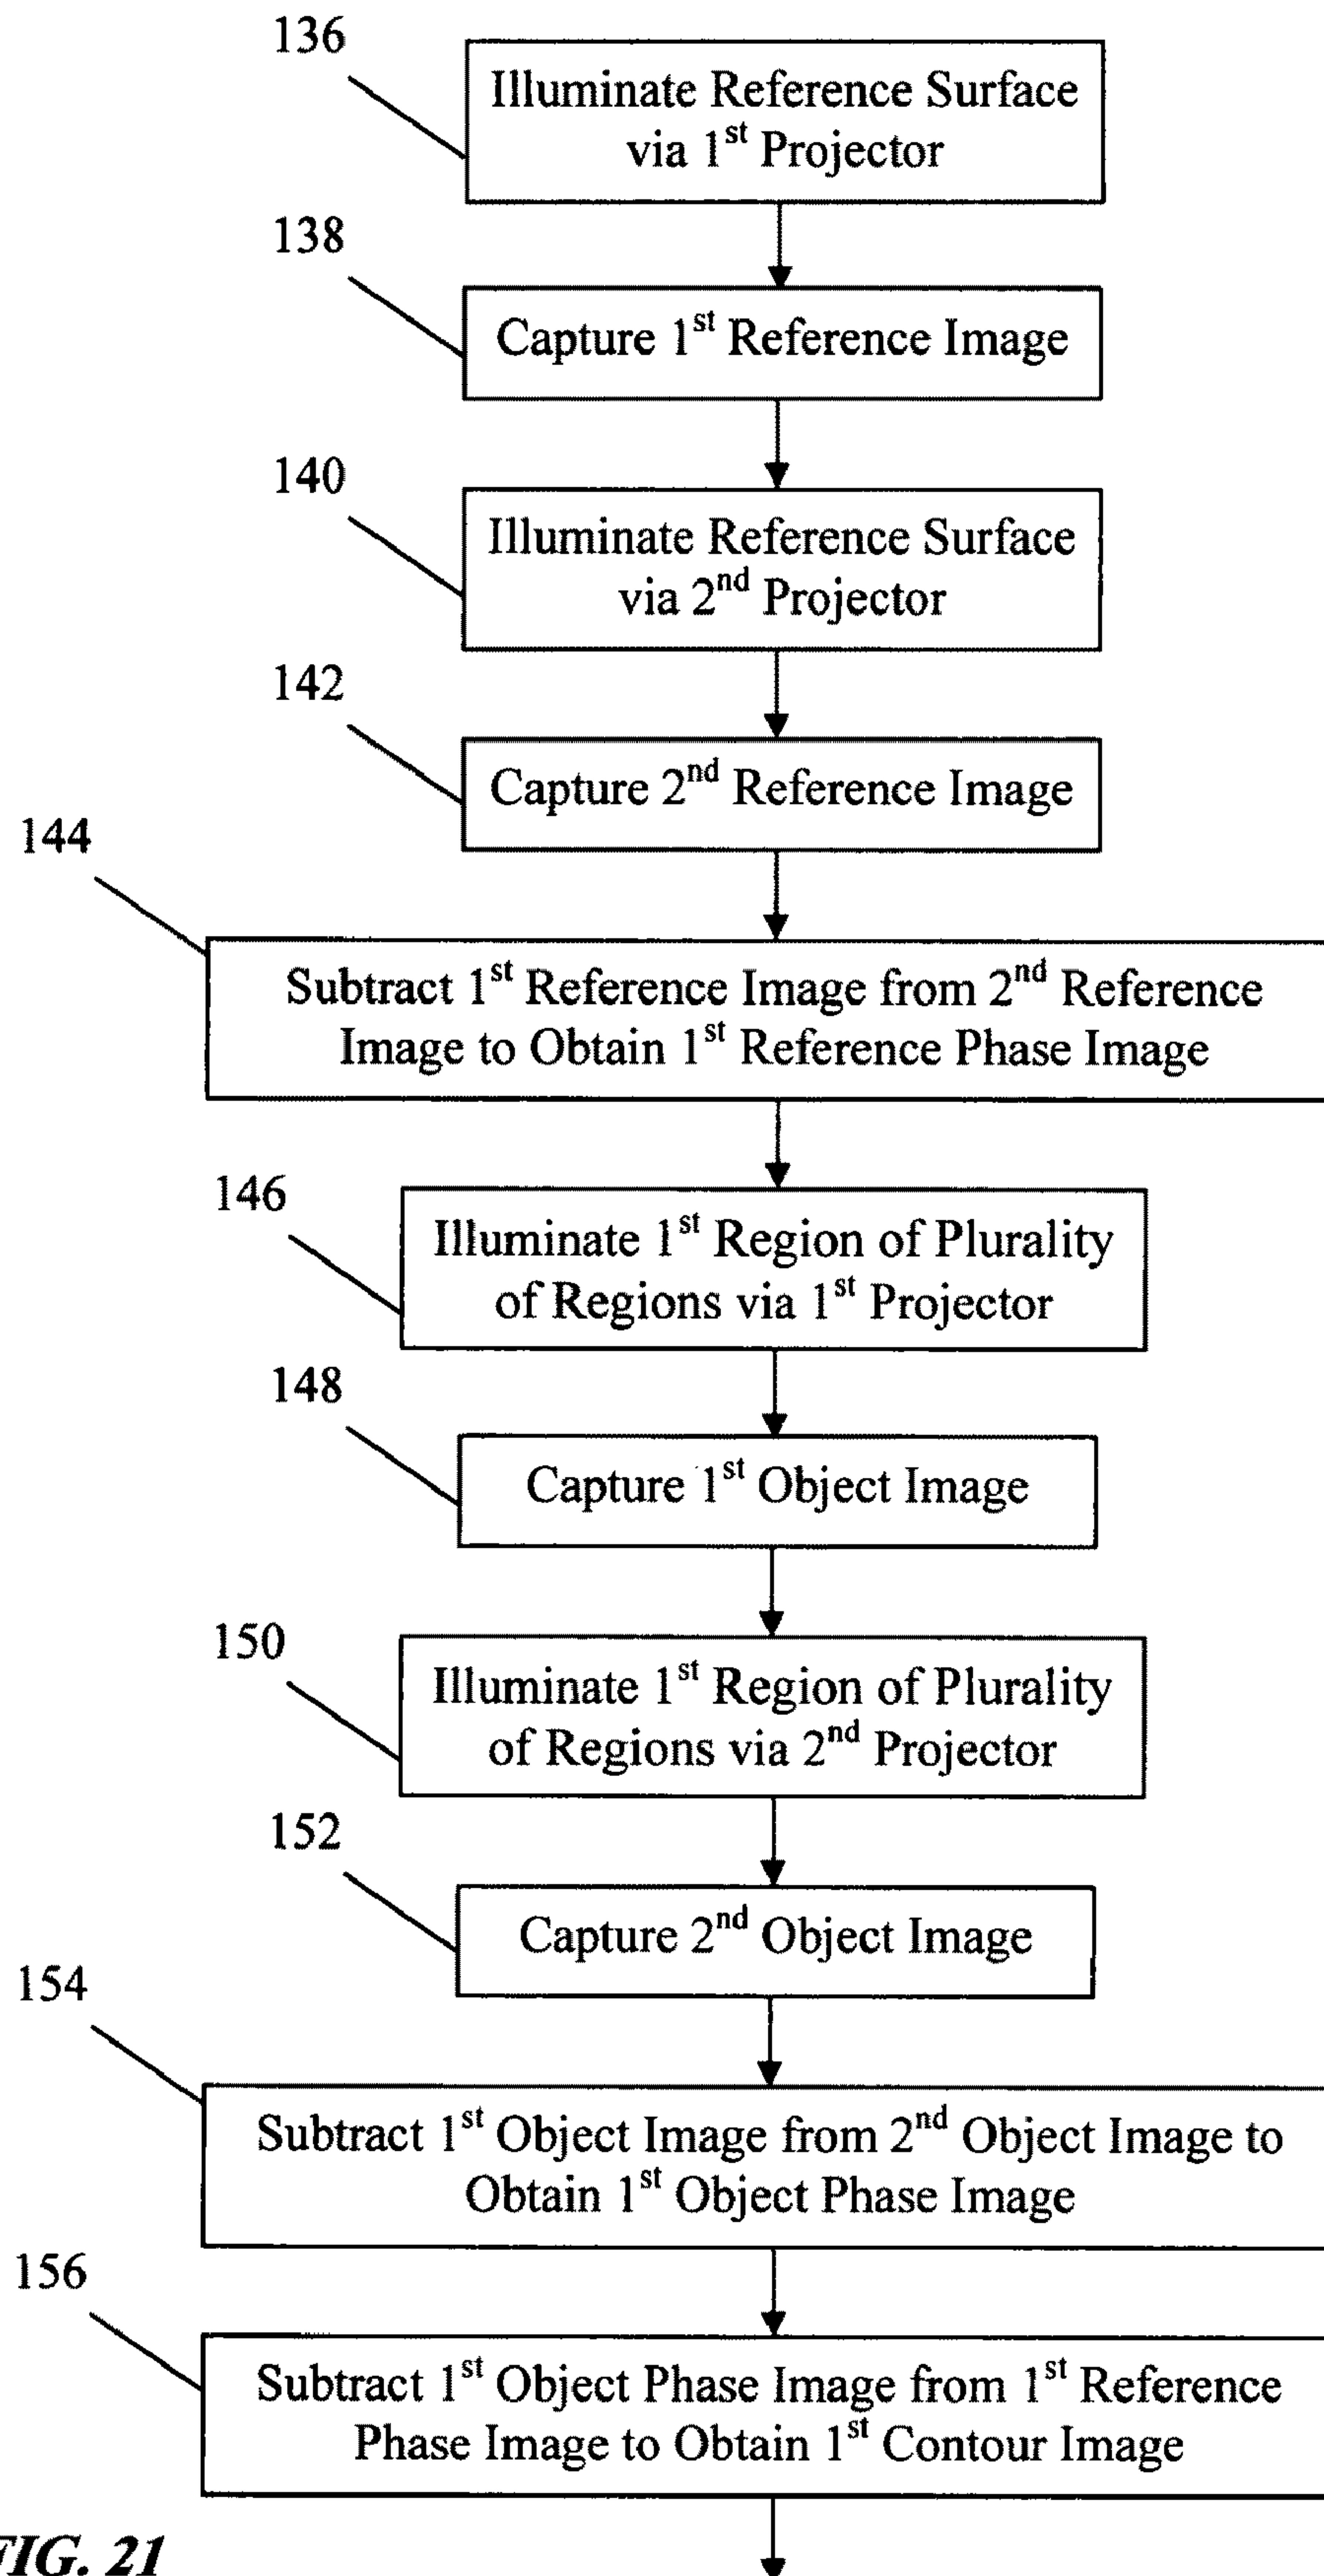 136
Illuminate Reference Surface
via 1st Projector
138
Capture 1st Reference Image
140
Illuminate Reference Surface
via 2nd Projector
142
Capture 2nd Reference Image
144
Subtract 1st Reference Image from 2nd Reference
Image to Obtain 1st Reference Phase Image
146
Illuminate 1st Region of Plurality
of Regions via 1st Projector
148
Capture 1st Object Image
150
Illuminate 1st Region of Plurality
of Regions via 2nd Projector
152
Capture 2nd Object Image
154
Subtract 1st Object Image from 2nd Object Image to
Obtain 1st Object Phase Image
156
Subtract 1st Object Phase Image from 1st Reference
Phase Image to Obtain 1st Contour Image
FIG. 21